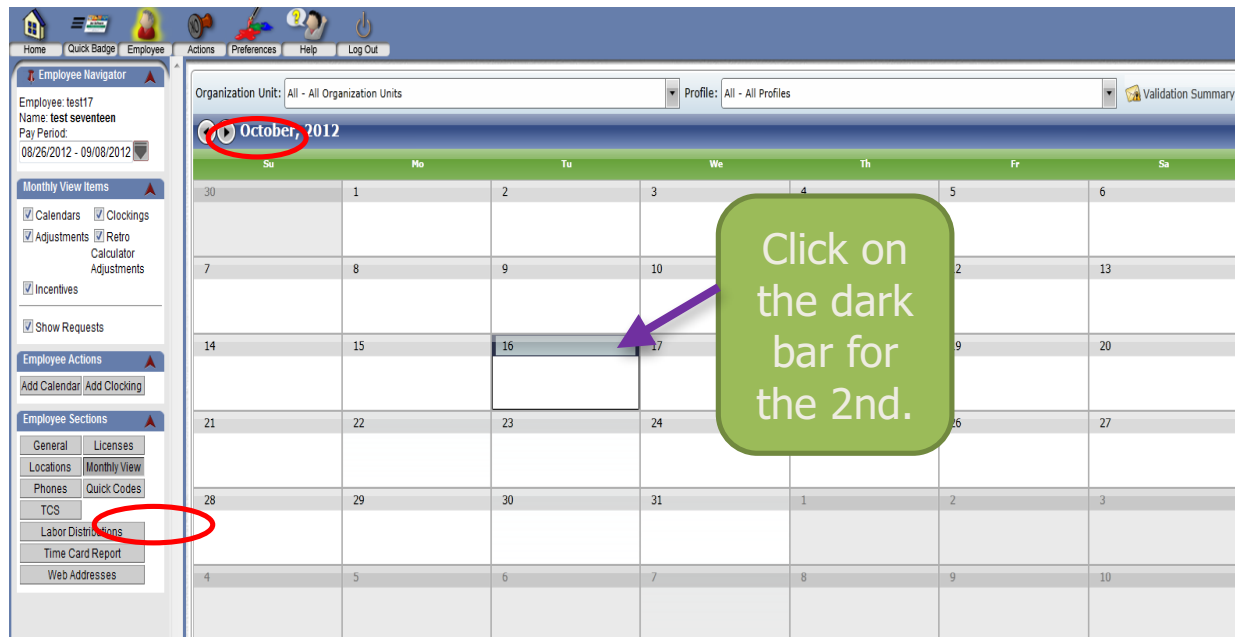 Home Quick Badge Employee Actions Preferences Help Log Out
Employee Navigator
Employee: test17
Name: test seventeen
Pay Period:
08/26/2012 - 09/08/2012
Monthly View Items
Calendars Clockings
Adjustments Retro
Calculator
Adjustments
Incentives
Show Requests
Employee Actions
Add Calendar Add Clocking
Employee Sections
General Licenses
Locations Monthly View
Phones Quick Codes
TCS
Labor Distributions
Time Card Report
Web Addresses
Organization Unit: All - All Organization Units Profile: All - All Profiles Validation Summary
October, 2012
Su Mo Tu We Th Fr Sa
30 1 2 3 4 5 6
7 8 9 10 12 13
14 15 16 17 19 20
21 22 23 24 26 27
28 29 30 31 1 2 3
4 5 6 7 8 9 10
Click on
the dark
bar for
the 2nd.